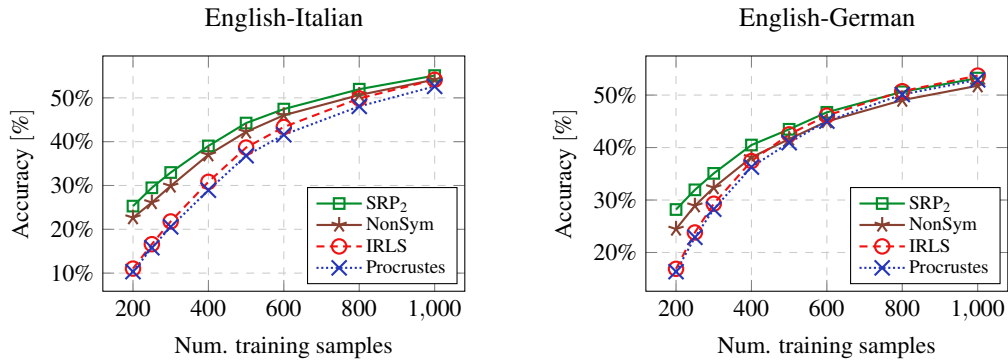 English-Italian
Accuracy [%]
50%
40%
30%
20%
10%
200 400 600 800 1,000
Num. training samples
SRP₂
NonSym
IRLS
Procrustes
English-German
Accuracy [%]
50%
40%
30%
20%
200 400 600 800 1,000
Num. training samples
SRP₂
NonSym
IRLS
Procrustes